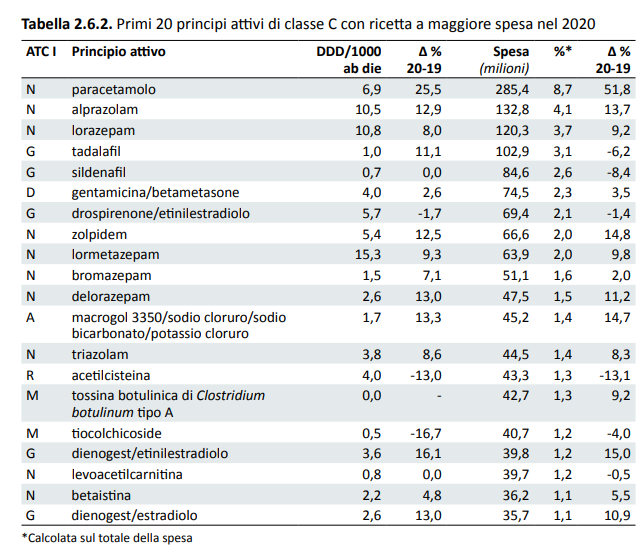 Tabella 2.6.2. Primi 20 principi attivi di classe C con ricetta a maggiore spesa nel 2020
ATC I Principio attivo DDD/1000 ab die Δ % 20-19 Spesa (milioni) %* Δ % 20-19
N paracetamolo 6,9 25,5 285,4 8,7 51,8
N alprazolam 10,5 12,9 132,8 4,1 13,7
N lorazepam 10,8 8,0 120,3 3,7 9,2
G tadalafil 1,0 11,1 102,9 3,1 -6,2
G sildenafil 0,7 0,0 84,6 2,6 -8,4
D gentamicina/betametasone 4,0 2,6 74,5 2,3 3,5
G drospirenone/etinilestradiolo 5,7 -1,7 69,4 2,1 -1,4
N zolpidem 5,4 12,5 66,6 2,0 14,8
N lormetazepam 15,3 9,3 63,9 2,0 9,8
N bromazepam 1,5 7,1 51,1 1,6 2,0
N delorazepam 2,6 13,0 47,5 1,5 11,2
A macrogol 3350/sodio cloruro/sodio bicarbonato/potassio cloruro 1,7 13,3 45,2 1,4 14,7
N triazolam 3,8 8,6 44,5 1,4 8,3
R acetilcisteina 4,0 -13,0 43,3 1,3 -13,1
M tossina botulinica di Clostridium botulinum tipo A 0,0 - 42,7 1,3 9,2
M tiocolchicoside 0,5 -16,7 40,7 1,2 -4,0
G dienogest/etinilestradiolo 3,6 16,1 39,8 1,2 15,0
N levoacetilcarnitina 0,8 0,0 39,7 1,2 -0,5
N betaistina 2,2 4,8 36,2 1,1 5,5
G dienogest/estradiolo 2,6 13,0 35,7 1,1 10,9
*Calcolata sul totale della spesa